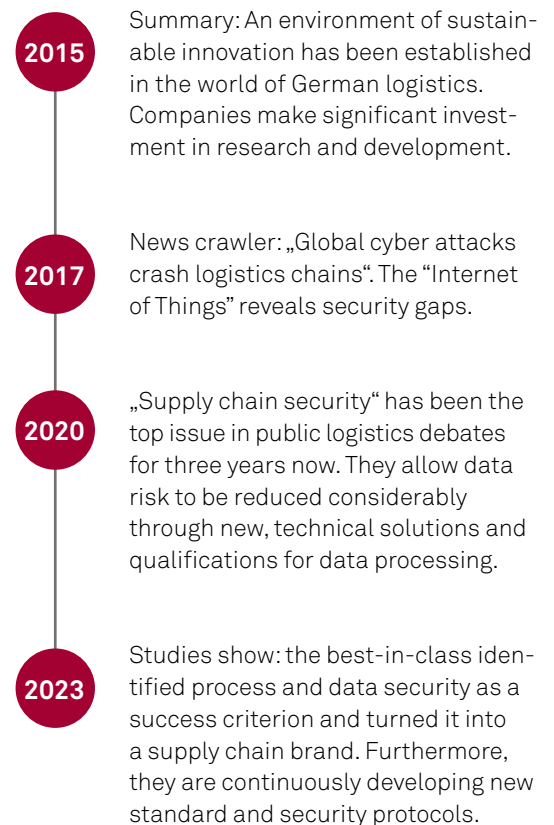 2015
Summary: An environment of sustain-
able innovation has been established
in the world of German logistics.
Companies make significant invest-
ment in research and development.
2017
News crawler: „Global cyber attacks
crash logistics chains“. The “Internet
of Things” reveals security gaps.
2020
„Supply chain security“ has been the
top issue in public logistics debates
for three years now. They allow data
risk to be reduced considerably
through new, technical solutions and
qualifications for data processing.
2023
Studies show: the best-in-class iden-
tified process and data security as a
success criterion and turned it into
a supply chain brand. Furthermore,
they are continuously developing new
standard and security protocols.